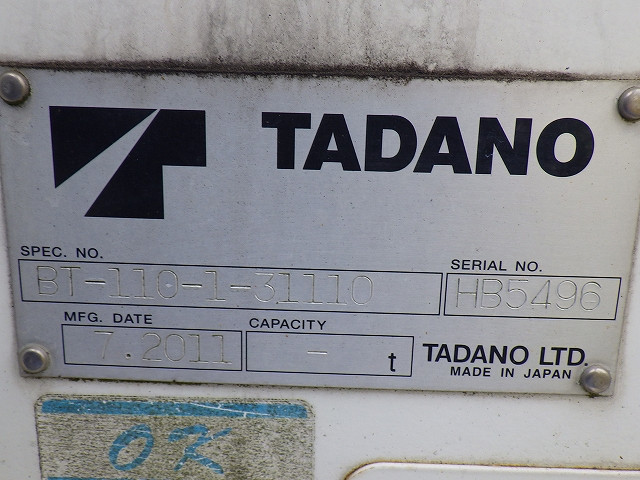 TADANO
SPEC. NO.
BT-110-1-31110
SERIAL NO.
HB5496
MFG. DATE
7.2011
CAPACITY
- t
TADANO LTD.
MADE IN JAPAN
OK